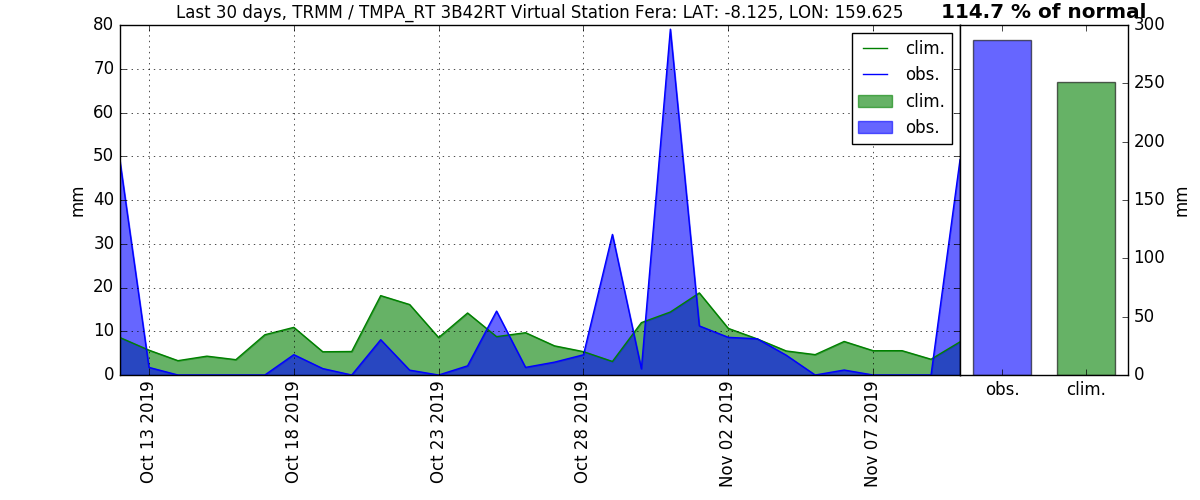 Last 30 days, TRMM / TMPA_RT 3B42RT Virtual Station Fera: LAT: -8.125, LON: 159.625
114.7 % of normal
80
70
60
50
40
30
20
10
0
mm
clim.
obs.
clim.
obs.
300
250
200
150
100
50
0
mm
Oct 13 2019
Oct 18 2019
Oct 23 2019
Oct 28 2019
Nov 02 2019
Nov 07 2019
obs.
clim.